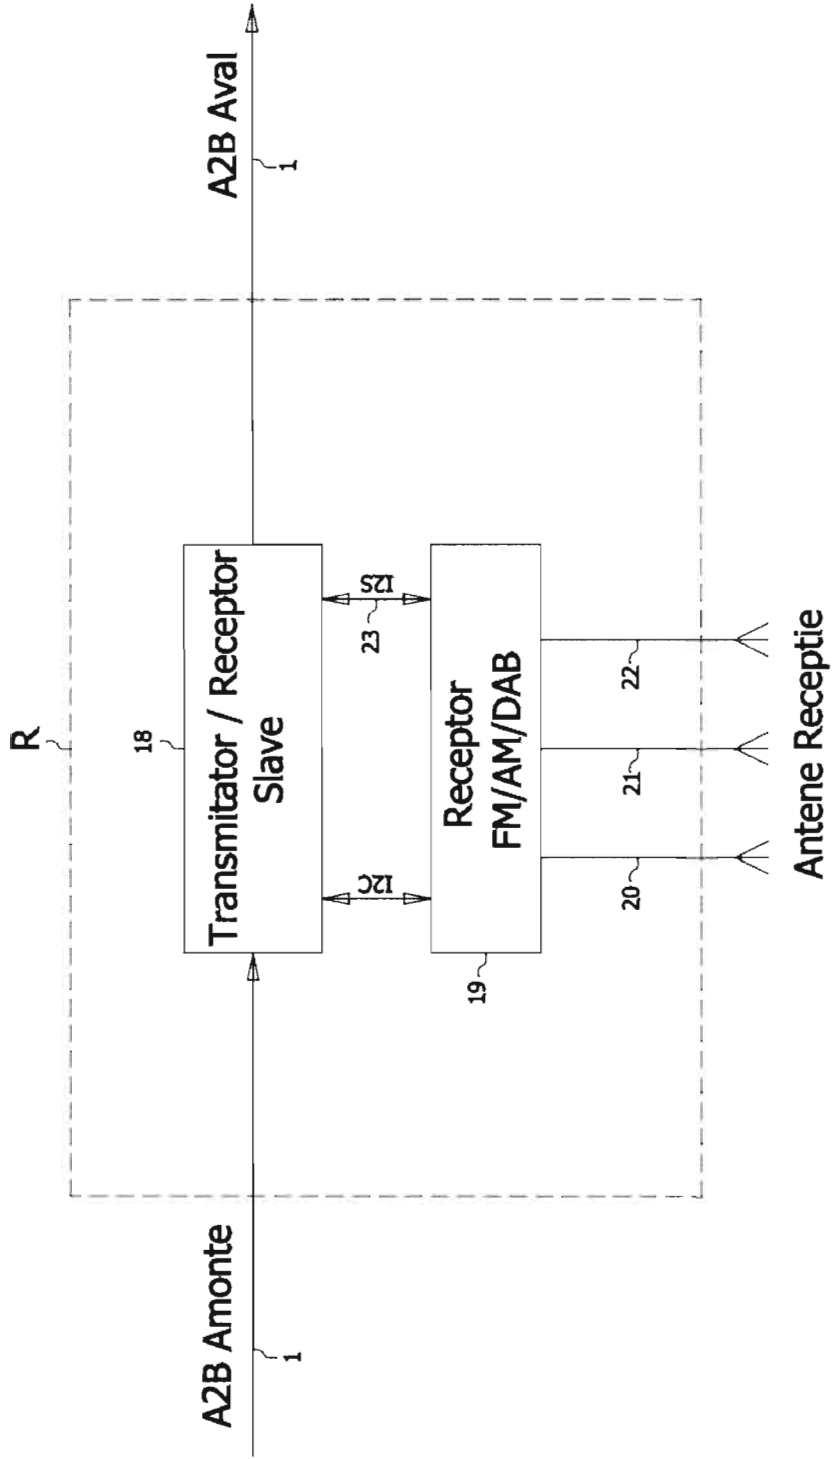 R
18
A2B Amonte
1
Transmitator / Receptor
Slave
A2B Aval
1
I2C
I2S
23
19
Receptor
FM/AM/DAB
20
21
22
Antene Receptie